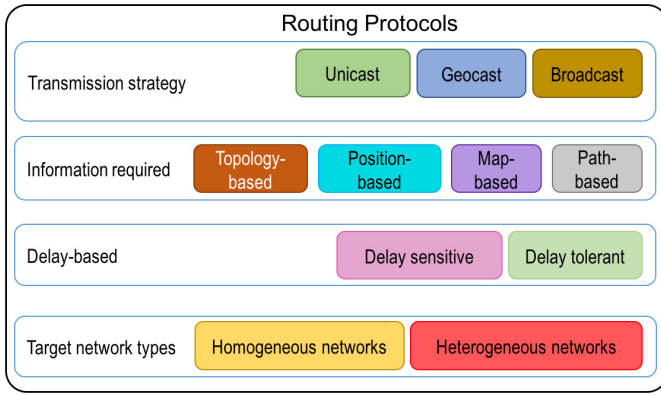 Routing Protocols
Transmission strategy
Unicast
Geocast
Broadcast
Information required
Topology-
based
Position-
based
Map-
based
Path-
based
Delay-based
Delay sensitive
Delay tolerant
Target network types
Homogeneous networks
Heterogeneous networks